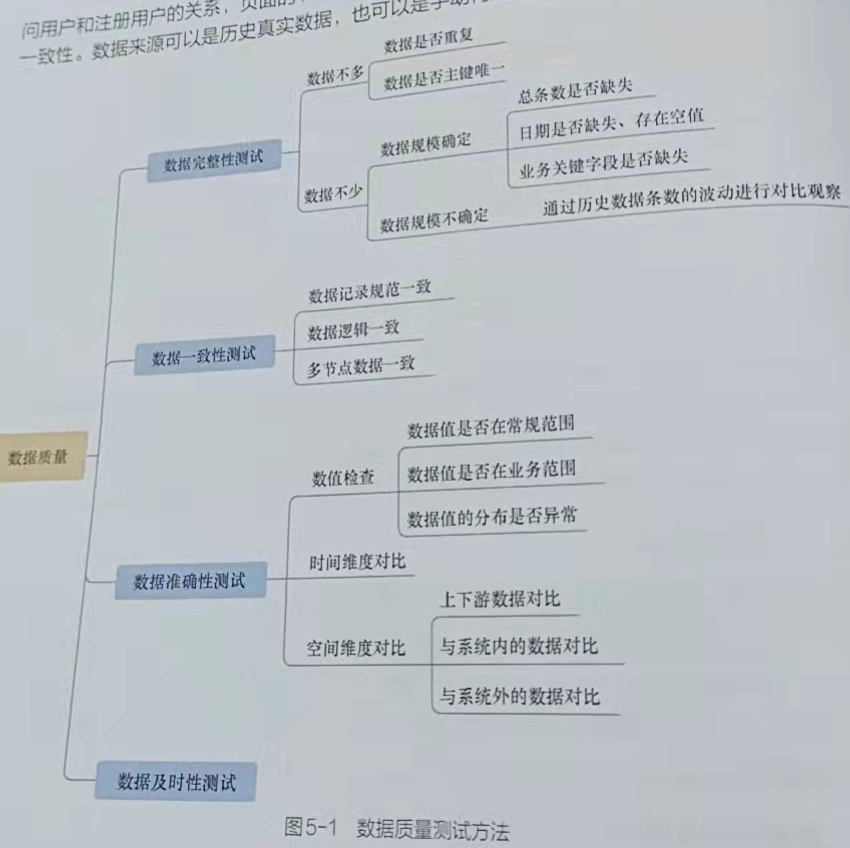 问用户和注册用户的关系，页面的
一致性。数据来源可以是历史真实数据，也可以是手动
数据是否重复
数据不多
数据是否主键唯一
总条数是否缺失
数据规模确定
日期是否缺失、存在空值
数据完整性测试
业务关键字段是否缺失
数据不少
数据规模不确定
通过历史数据条数的波动进行对比观察
数据记录规范一致
数据一致性测试
数据逻辑一致
多节点数据一致
数据质量
数据值是否在常规范围
数值检查
数据值是否在业务范围
数据值的分布是否异常
数据准确性测试
时间维度对比
上下游数据对比
空间维度对比
与系统内的数据对比
与系统外的数据对比
数据及时性测试
图5-1 数据质量测试方法